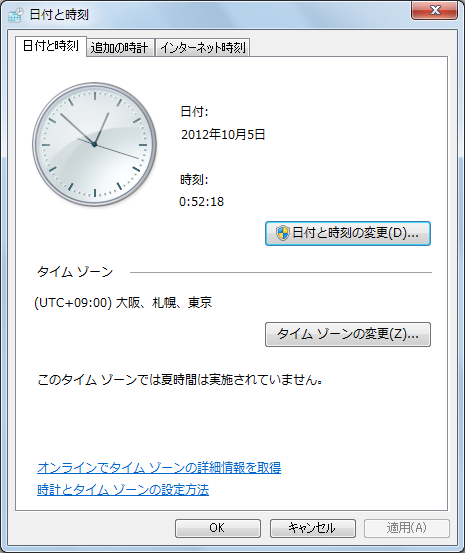 日付と時刻
日付と時刻 追加の時計 インターネット時刻
日付:
2012年10月5日
時刻:
0:52:18
日付と時刻の変更(D)...
タイム ゾーン
(UTC+09:00) 大阪、札幌、東京
タイム ゾーンの変更(Z)...
このタイム ゾーンでは夏時間は実施されていません。
オンラインでタイム ゾーンの詳細情報を取得
時計とタイム ゾーンの設定方法
OK キャンセル 適用(A)